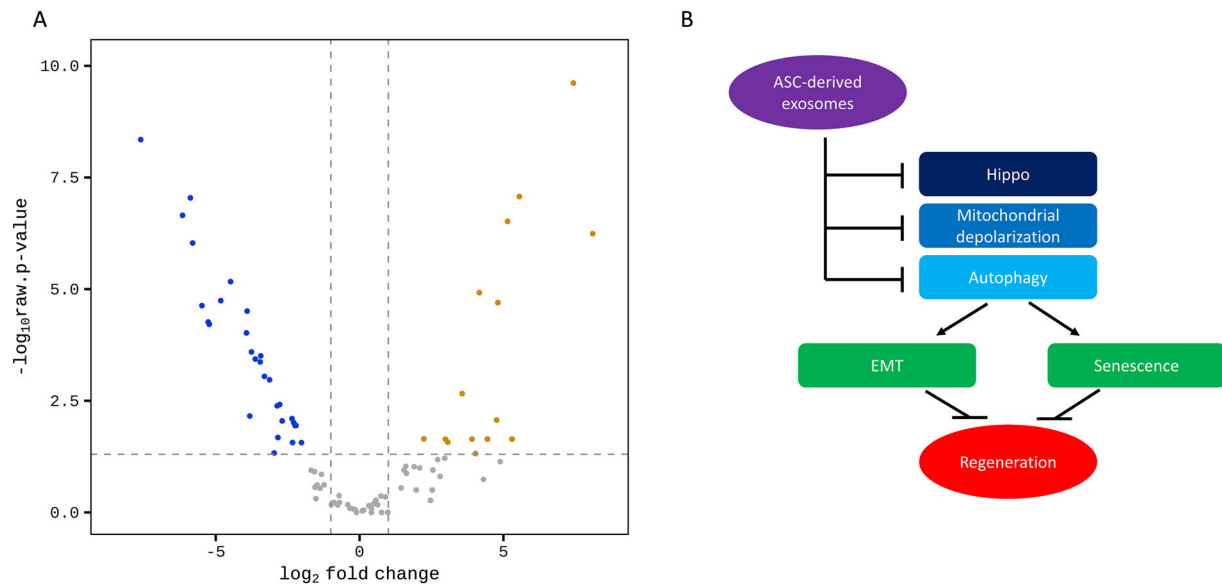 A
10.0
7.5
5.0
2.5
0.0
-log₁₀raw.p-value
-5
0
5
log₂ fold change
B
ASC-derived
exosomes
Hippo
Mitochondrial
depolarization
Autophagy
EMT
Senescence
Regeneration